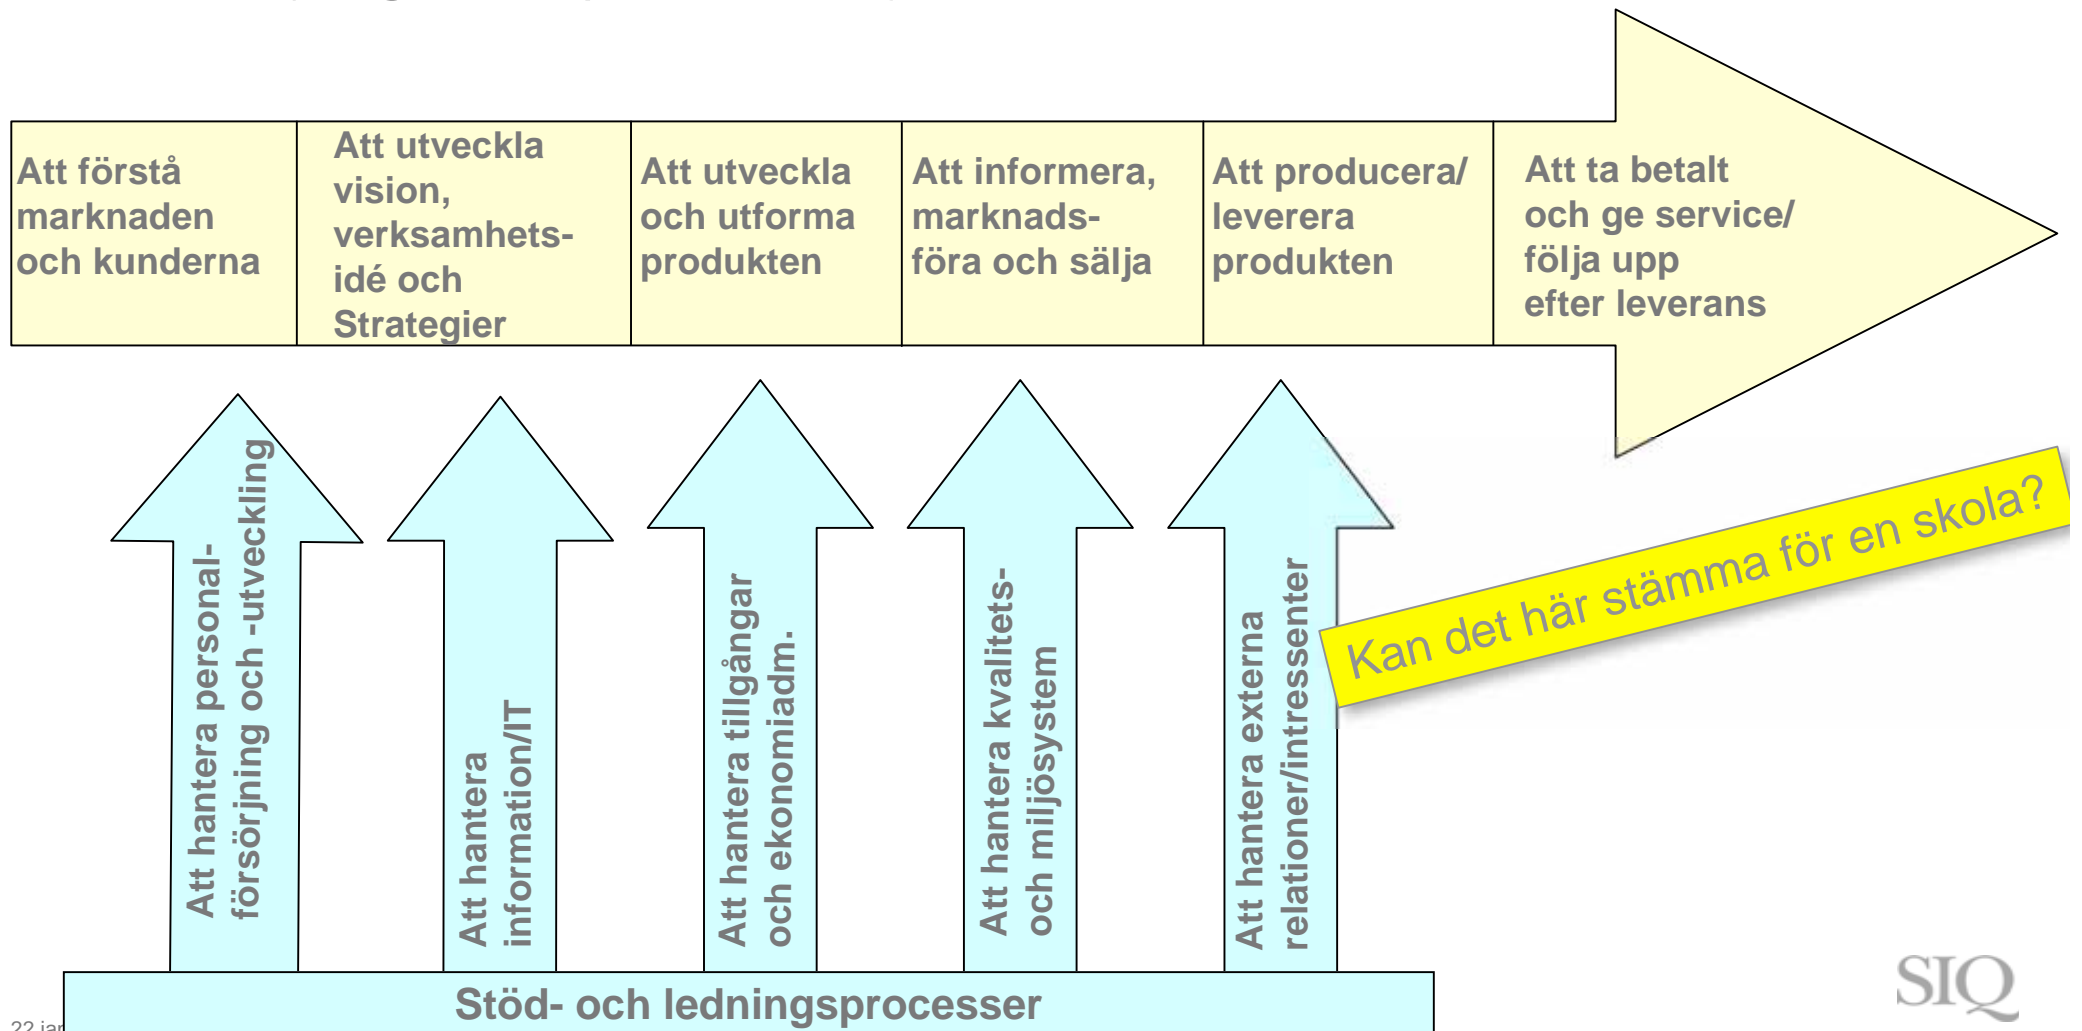 Att förstå
marknaden
och kunderna
Att utveckla
vision,
verksamhets-
idé och
Strategier
Att utveckla
och utforma
produkten
Att informera,
marknads-
föra och sälja
Att producera/
leverera
produkten
Att ta betalt
och ge service/
följa upp
efter leverans
Att hantera personal-
försörjning och -utveckling
Att hantera
information/IT
Att hantera tillgångar
och ekonomiadm.
Att hantera kvalitets-
och miljösystem
Att hantera externa
relationer/intressenter
Kan det här stämma för en skola?
Stöd- och ledningsprocesser
SIQ
22